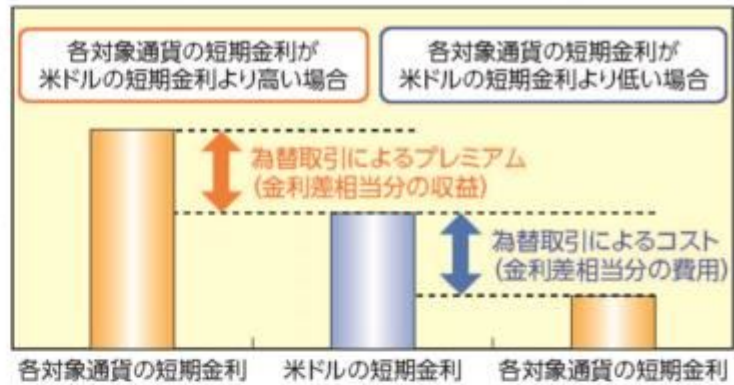 各対象通貨の短期金利が
米ドルの短期金利より高い場合
各対象通貨の短期金利が
米ドルの短期金利より低い場合
為替取引によるプレミアム
(金利差相当分の収益)
為替取引によるコスト
(金利差相当分の費用)
各対象通貨の短期金利
米ドルの短期金利
各対象通貨の短期金利